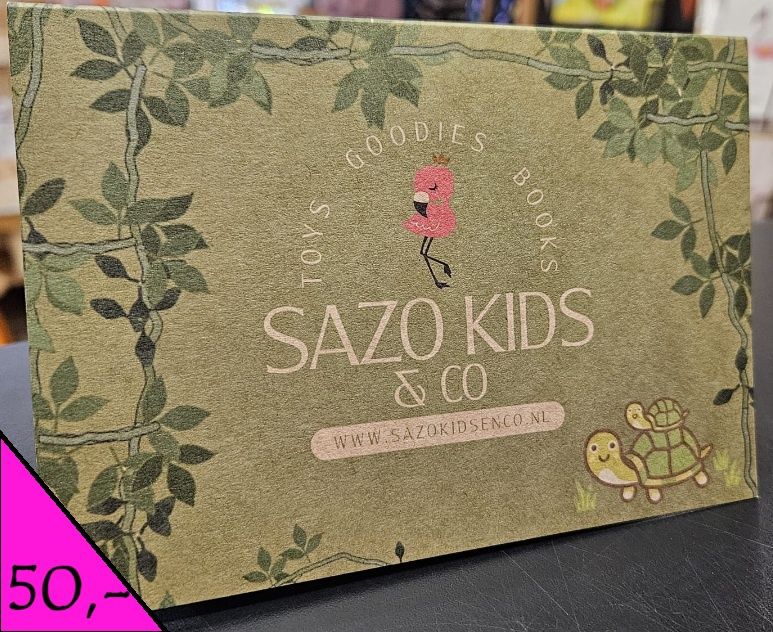 TOYS GOODIES BOOKS
SAZO KIDS
& CO
WWW.SAZOKIDSENCO.NL
50,-